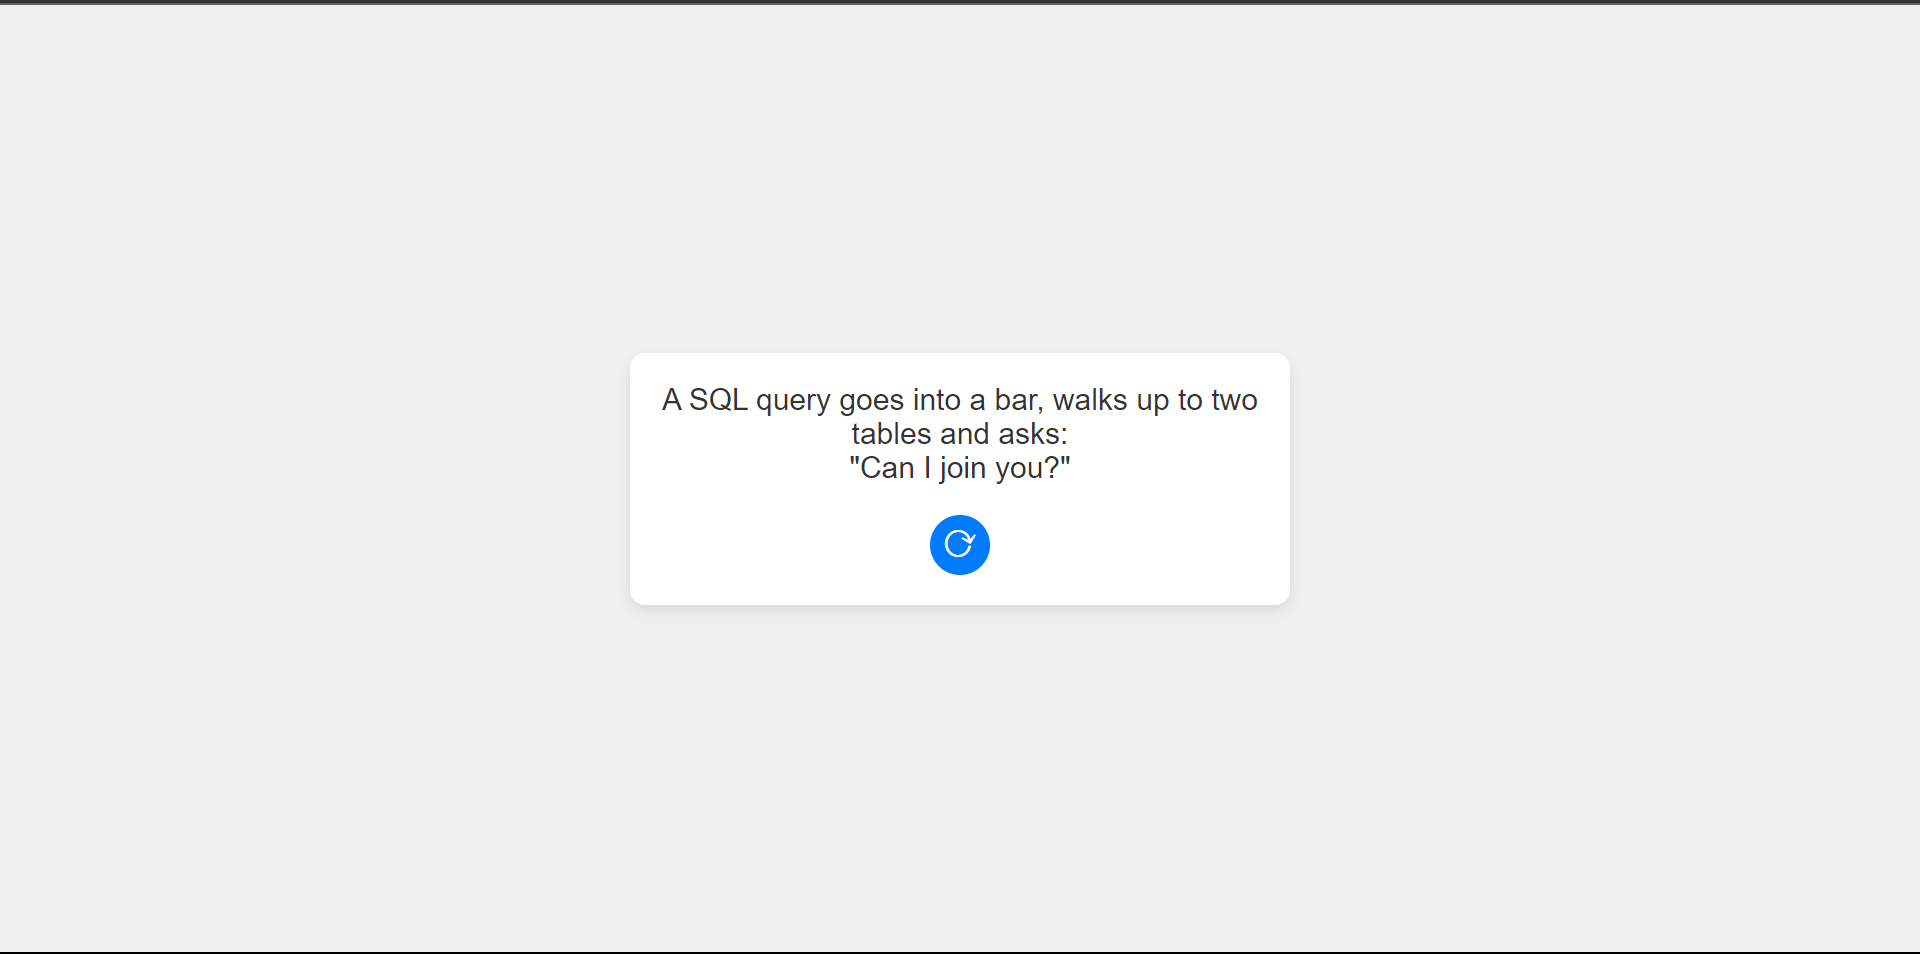 A SQL query goes into a bar, walks up to two
tables and asks:
"Can I join you?"